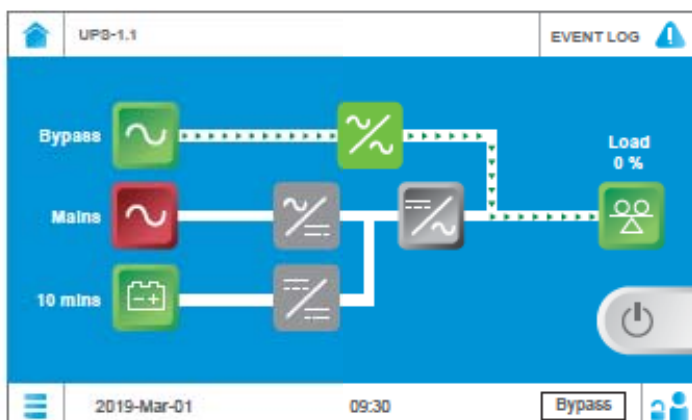 UPS-1.1
EVENT LOG
Bypass
Load
0 %
Mains
10 mins
2019-Mar-01
09:30
Bypass